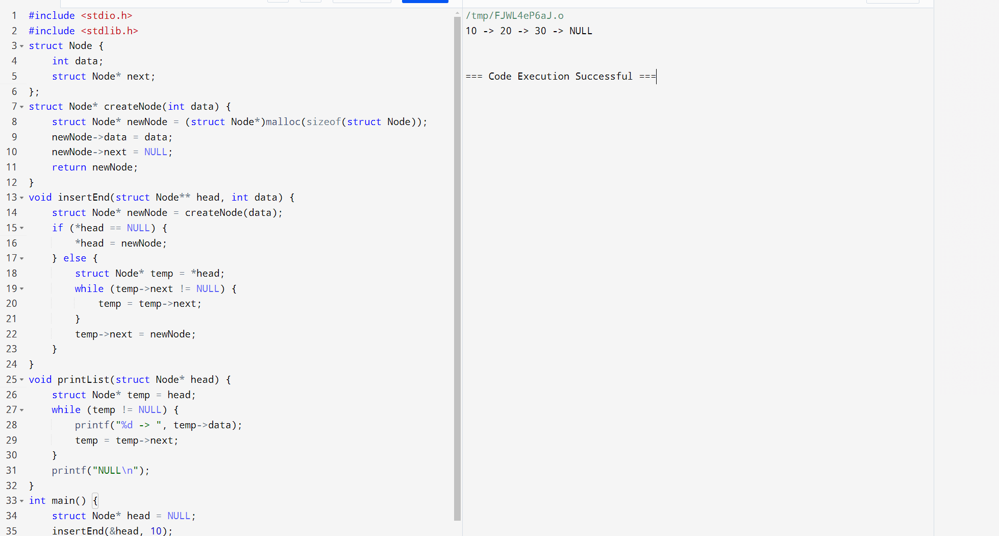 1 #include <stdio.h>
2 #include <stdlib.h>
3 struct Node {
4     int data;
5     struct Node* next;
6 };
7 struct Node* createNode(int data) {
8     struct Node* newNode = (struct Node*)malloc(sizeof(struct Node));
9     newNode->data = data;
10     newNode->next = NULL;
11     return newNode;
12 }
13 void insertEnd(struct Node** head, int data) {
14     struct Node* newNode = createNode(data);
15     if (*head == NULL) {
16         *head = newNode;
17     } else {
18         struct Node* temp = *head;
19         while (temp->next != NULL) {
20             temp = temp->next;
21         }
22         temp->next = newNode;
23     }
24 }
25 void printList(struct Node* head) {
26     struct Node* temp = head;
27     while (temp != NULL) {
28         printf("%d -> ", temp->data);
29         temp = temp->next;
30     }
31     printf("NULL\n");
32 }
33 int main() {
34     struct Node* head = NULL;
35     insertEnd(&head, 10);
/tmp/FJWL4eP6aJ.o
10 -> 20 -> 30 -> NULL
=== Code Execution Successful ===